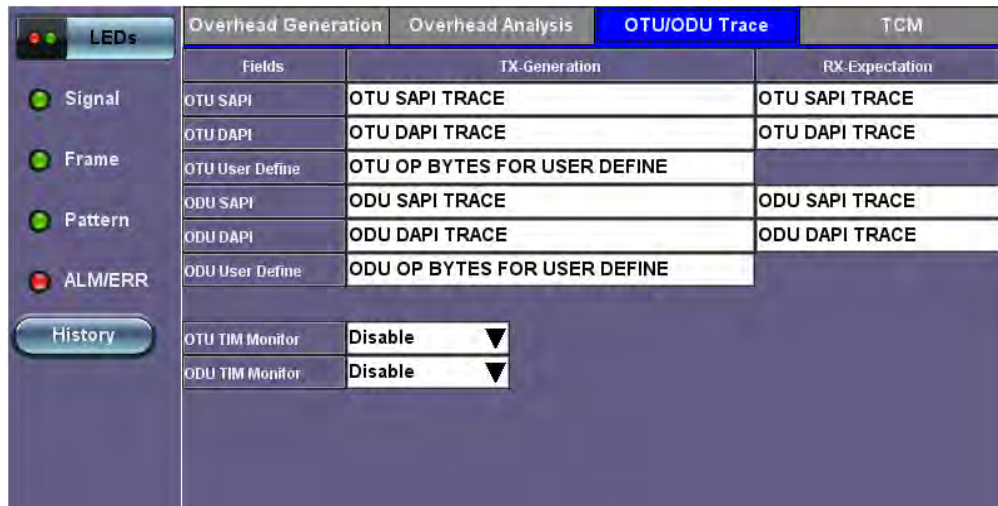 LEDs
Signal
Frame
Pattern
ALM/ERR
History
Overhead Generation Overhead Analysis OTU/ODU Trace TCM
Fields TX-Generation RX-Expectation
OTU SAPI OTU SAPI TRACE OTU SAPI TRACE
OTU DAPI OTU DAPI TRACE OTU DAPI TRACE
OTU User Define OTU OP BYTES FOR USER DEFINE
ODU SAPI ODU SAPI TRACE ODU SAPI TRACE
ODU DAPI ODU DAPI TRACE ODU DAPI TRACE
ODU User Define ODU OP BYTES FOR USER DEFINE
OTU TIM Monitor Disable
ODU TIM Monitor Disable